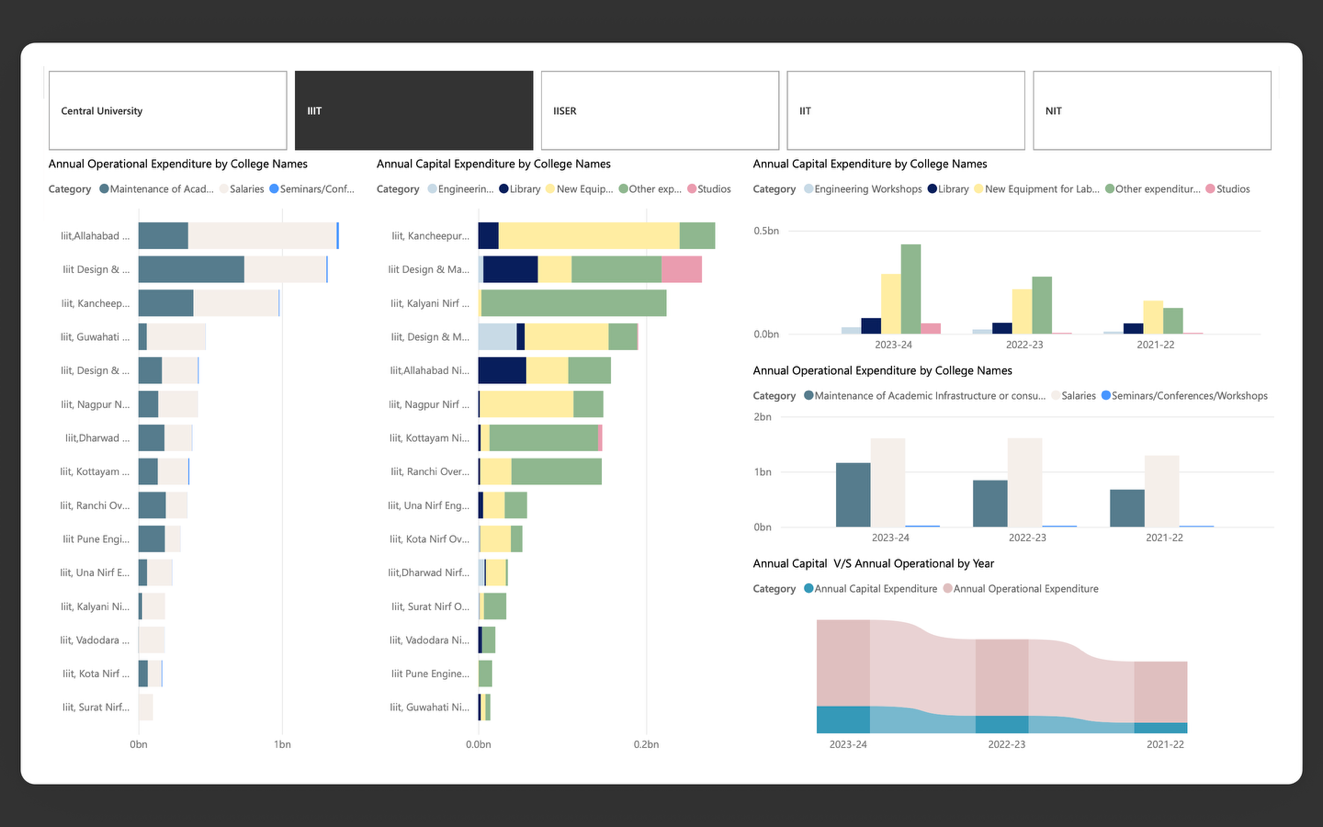 Central University
IIIT
IISER
IIT
NIT
Annual Operational Expenditure by College Names
Category Maintenance of Acad... Salaries Seminars/Conf...
Iiit,Allahabad ...
Iiit Design & ...
Iiit, Kancheep...
Iiit, Guwahati ...
Iiit, Design & ...
Iiit, Nagpur N...
Iiit,Dharwad ...
Iiit, Kottayam ...
Iiit, Ranchi Ov...
Iiit Pune Engi...
Iiit, Una Nirf E...
Iiit, Kalyani Ni...
Iiit, Vadodara ...
Iiit, Kota Nirf ...
Iiit, Surat Nirf...
0bn 1bn
Annual Capital Expenditure by College Names
Category Engineerin... Library New Equip... Other exp... Studios
Iiit, Kancheepur...
Iiit Design & Ma...
Iiit, Kalyani Nirf ...
Iiit, Design & M...
Iiit,Allahabad Ni...
Iiit, Nagpur Nirf ...
Iiit, Kottayam Ni...
Iiit, Ranchi Over...
Iiit, Una Nirf Eng...
Iiit, Kota Nirf Ov...
Iiit,Dharwad Nirf...
Iiit, Surat Nirf O...
Iiit, Vadodara Ni...
Iiit Pune Engine...
Iiit, Guwahati Ni...
0.0bn 0.2bn
Annual Capital Expenditure by College Names
Category Engineering Workshops Library New Equipment for Lab... Other expenditur... Studios
0.5bn
0.0bn
2023-24 2022-23 2021-22
Annual Operational Expenditure by College Names
Category Maintenance of Academic Infrastructure or consu... Salaries Seminars/Conferences/Workshops
2bn
1bn
0bn
2023-24 2022-23 2021-22
Annual Capital V/S Annual Operational by Year
Category Annual Capital Expenditure Annual Operational Expenditure
2023-24 2022-23 2021-22